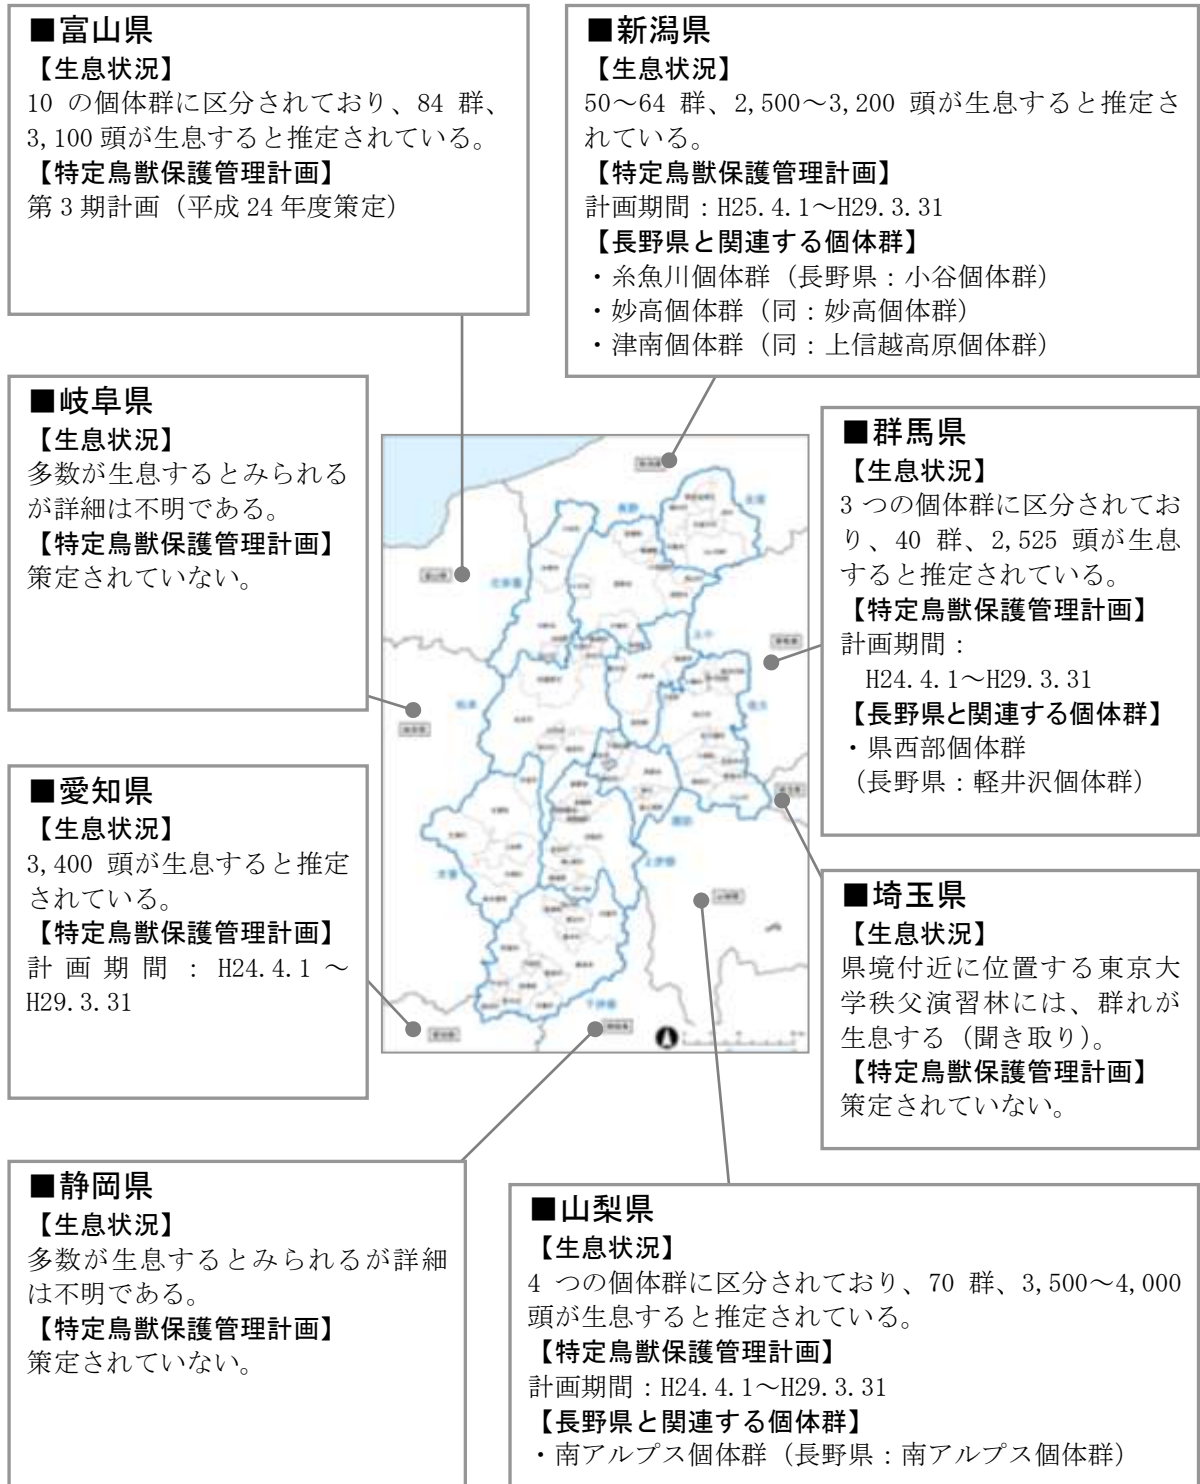 ■富山県
【生息状況】
10 の個体群に区分されており、84 群、
3,100 頭が生息すると推定されている。
【特定鳥獣保護管理計画】
第 3 期計画（平成 24 年度策定）
■新潟県
【生息状況】
50～64 群、2,500～3,200 頭が生息すると推定さ
れている。
【特定鳥獣保護管理計画】
計画期間：H25.4.1～H29.3.31
【長野県と関連する個体群】
・糸魚川個体群（長野県：小谷個体群）
・妙高個体群（同：妙高個体群）
・津南個体群（同：上信越高原個体群）
■岐阜県
【生息状況】
多数が生息するとみられる
が詳細は不明である。
【特定鳥獣保護管理計画】
策定されていない。
■群馬県
【生息状況】
3 つの個体群に区分されてお
り、40 群、2,525 頭が生息
すると推定されている。
【特定鳥獣保護管理計画】
計画期間：
H24.4.1～H29.3.31
【長野県と関連する個体群】
・県西部個体群
（長野県：軽井沢個体群）
■愛知県
【生息状況】
3,400 頭が生息すると推定
されている。
【特定鳥獣保護管理計画】
計 画 期 間 ： H24.4.1 ～
H29.3.31
■埼玉県
【生息状況】
県境付近に位置する東京大
学秩父演習林には、群れが
生息する（聞き取り）。
【特定鳥獣保護管理計画】
策定されていない。
■静岡県
【生息状況】
多数が生息するとみられるが詳細
は不明である。
【特定鳥獣保護管理計画】
策定されていない。
■山梨県
【生息状況】
4 つの個体群に区分されており、70 群、3,500～4,000
頭が生息すると推定されている。
【特定鳥獣保護管理計画】
計画期間：H24.4.1～H29.3.31
【長野県と関連する個体群】
・南アルプス個体群（長野県：南アルプス個体群）